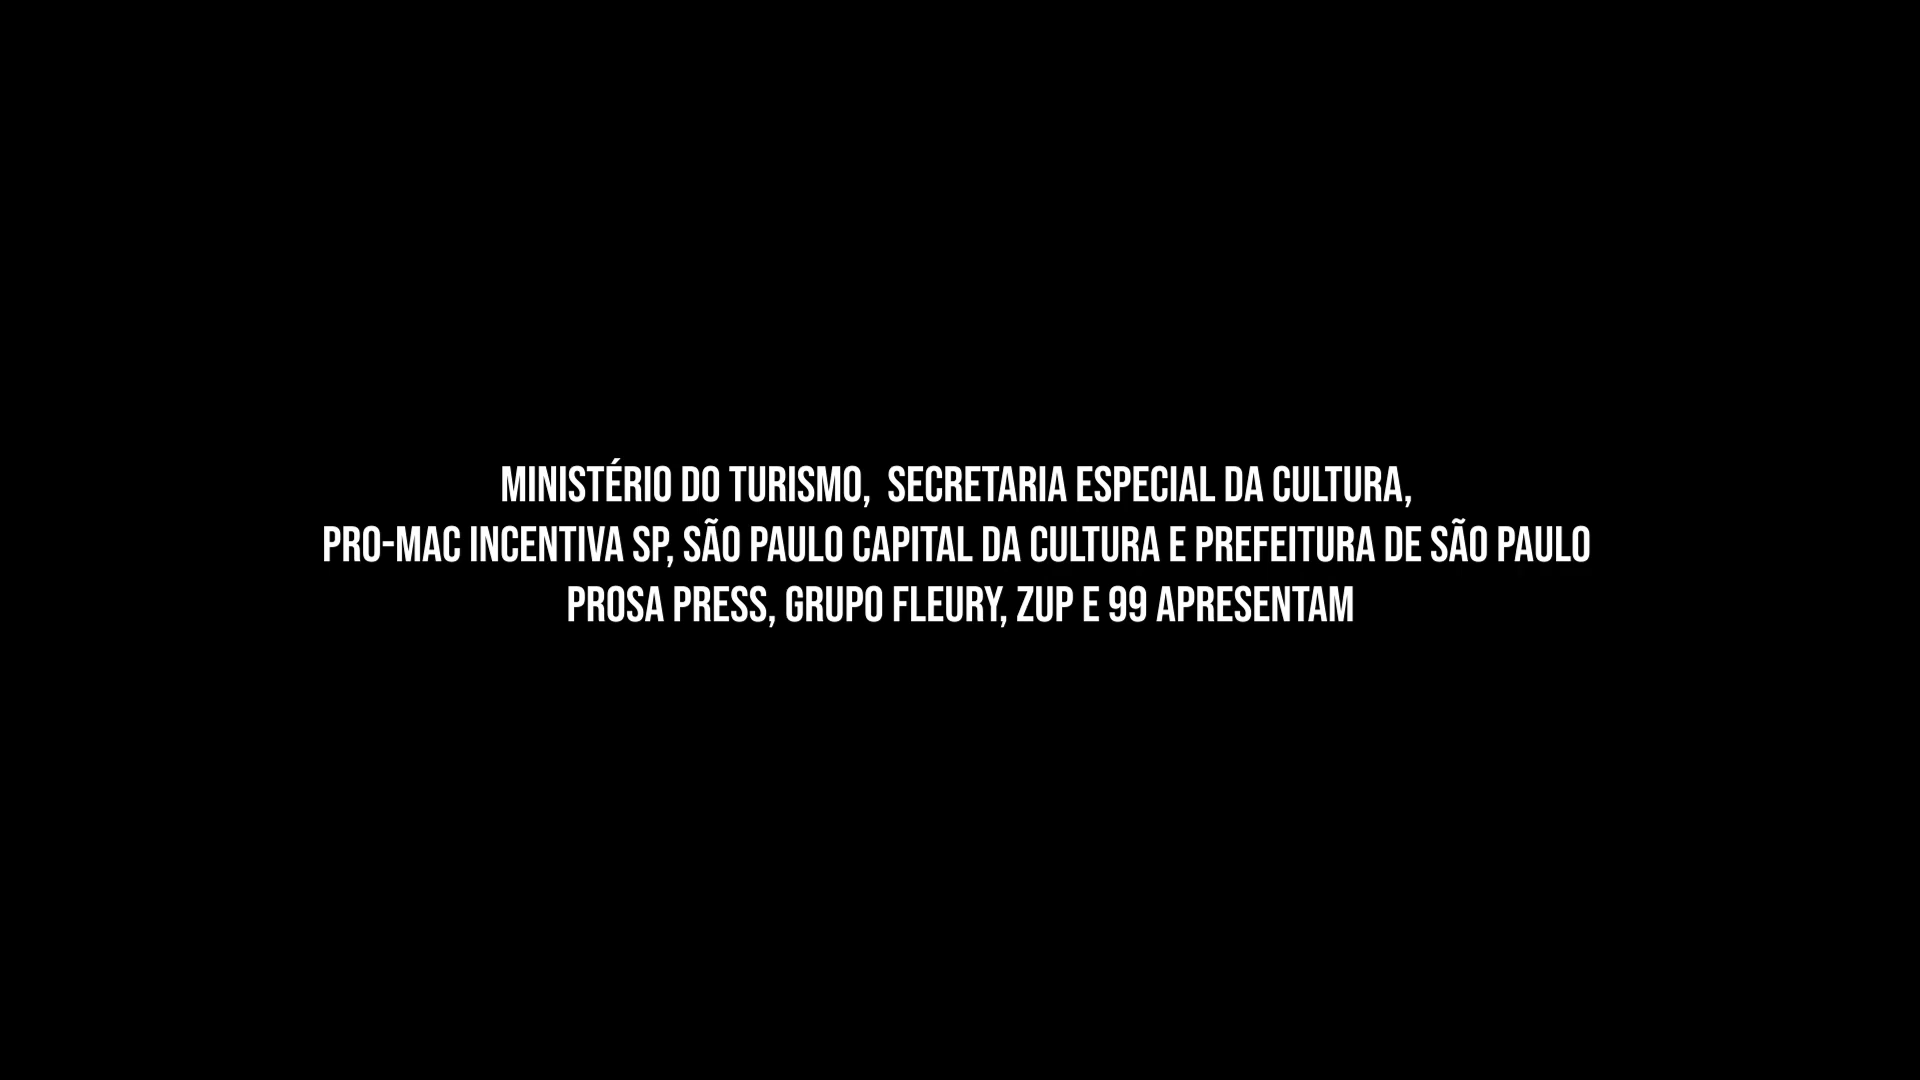 MINISTÉRIO DO TURISMO,  SECRETARIA ESPECIAL DA CULTURA,
PRO-MAC INCENTIVA SP, SÃO PAULO CAPITAL DA CULTURA E PREFEITURA DE SÃO PAULO
PROSA PRESS, GRUPO FLEURY, ZUP E 99 APRESENTAM